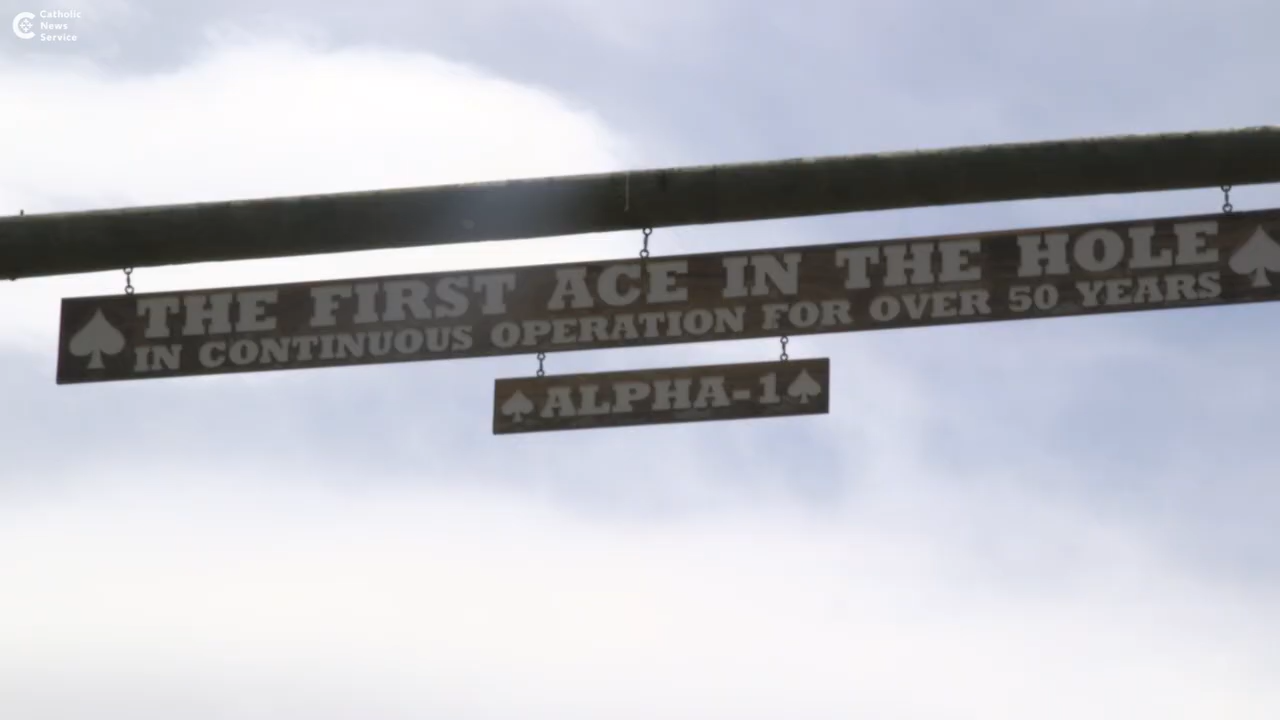 Catholic
News
Service
THE FIRST ACE IN THE HOLE
IN CONTINUOUS OPERATION FOR OVER 50 YEARS
ALPHA-1